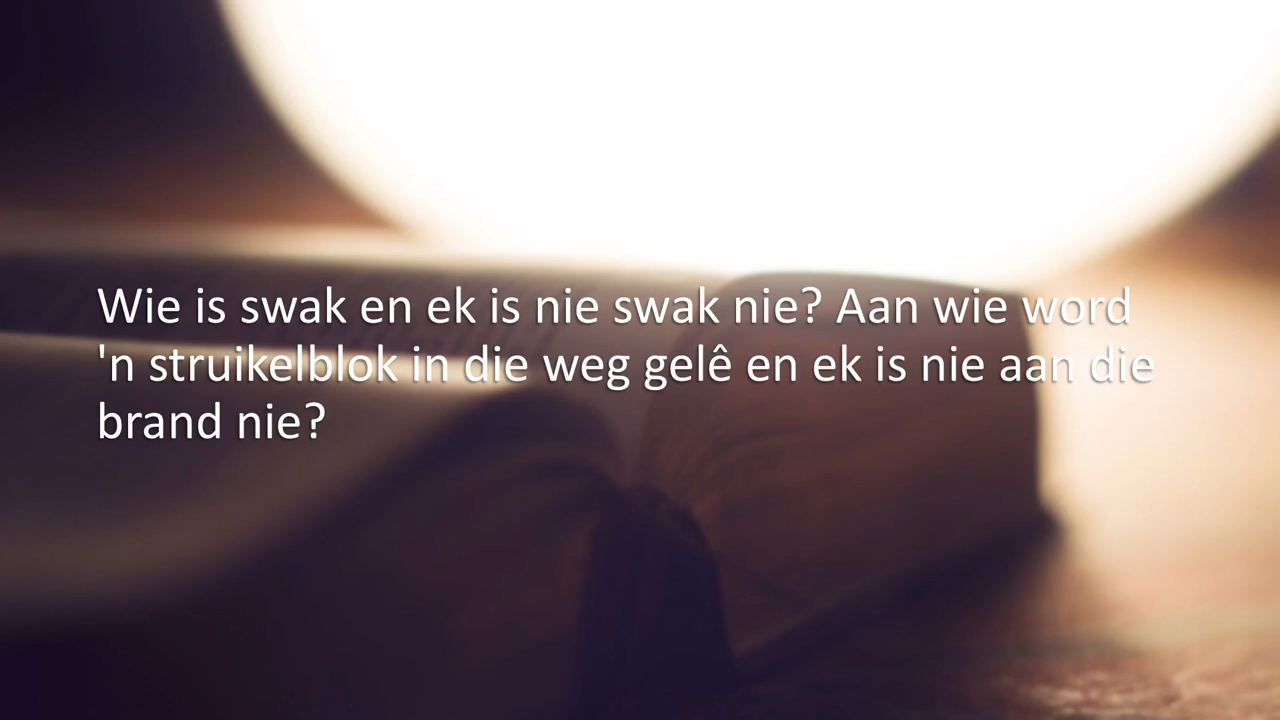 Wie is swak en ek is nie swak nie? Aan wie word
'n struikelblok in die weg gelê en ek is nie aan die
brand nie?